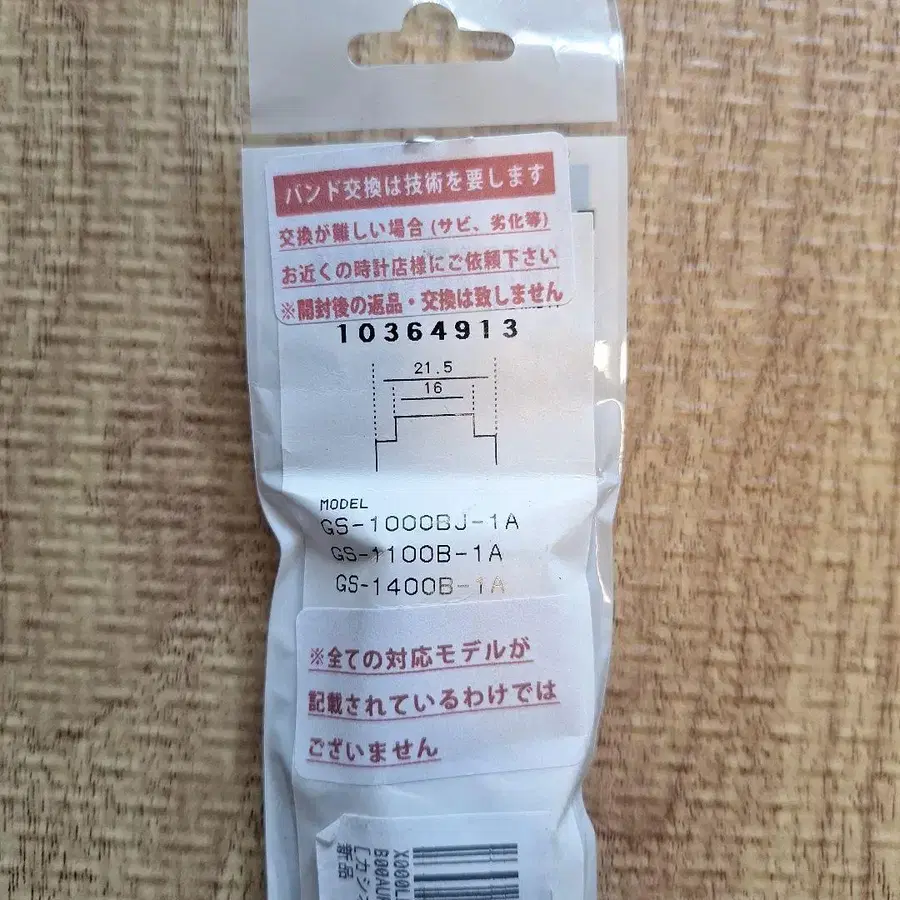 バンド交換は技術を要します
交換が難しい場合(サビ、劣化等)
お近くの時計店様にご依頼下さい
※開封後の返品・交換は致しません
10364913
21.5
16
MODEL
GS-1000BJ-1A
GS-1100B-1A
GS-1400B-1A
※全ての対応モデルが
記載されているわけでは
ございません
X000L
B00AU
[カシオ
新品